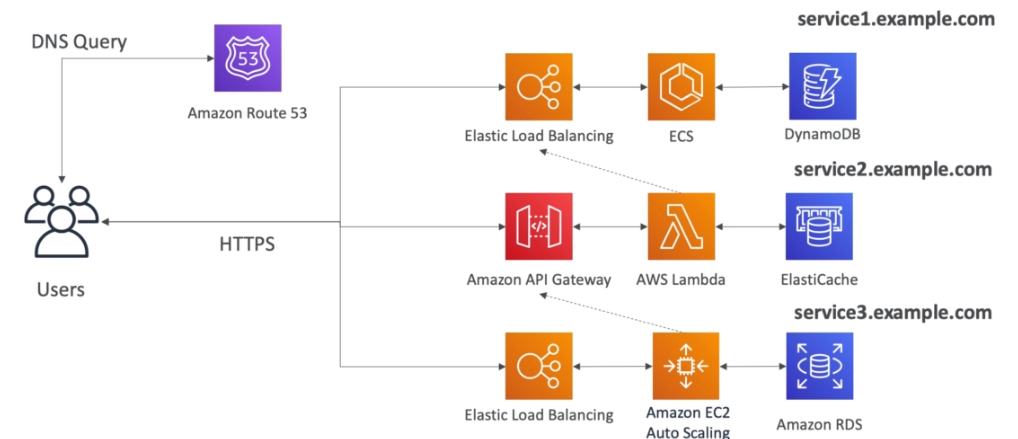 service1.example.com
DNS Query
53
Amazon Route 53
Elastic Load Balancing
ECS
DynamoDB
service2.example.com
HTTPS
Users
</>
Amazon API Gateway
AWS Lambda
ElastiCache
service3.example.com
Elastic Load Balancing
Amazon EC2
Auto Scaling
Amazon RDS